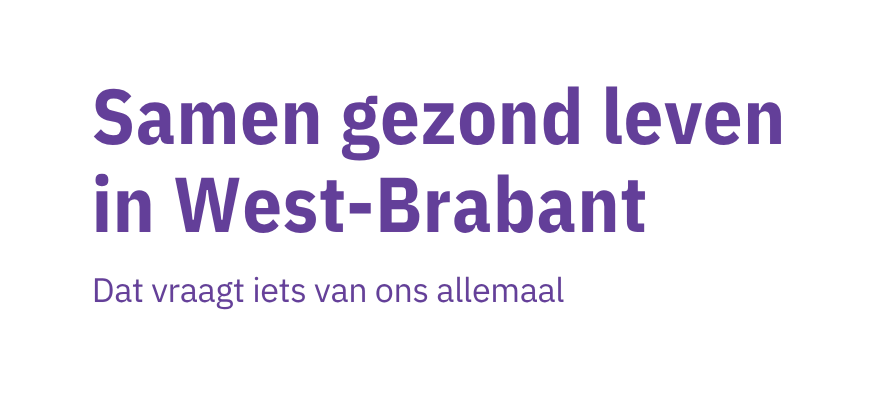 Samen gezond leven
in West-Brabant
Dat vraagt iets van ons allemaal